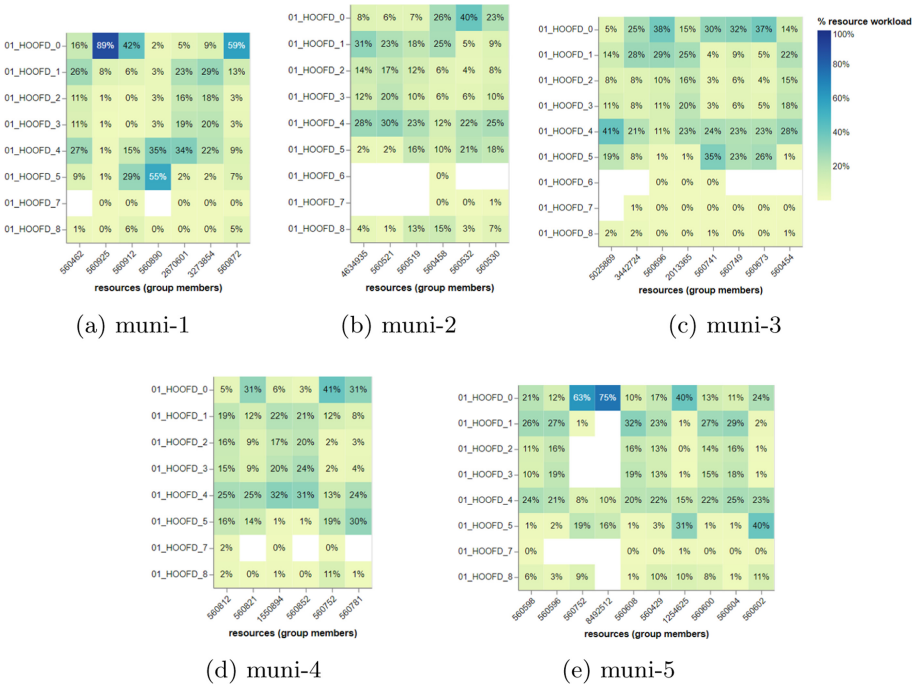 01_HOOFD_0 16% 89% 42% 2% 5% 9% 59%
01_HOOFD_1 26% 8% 6% 3% 23% 29% 13%
01_HOOFD_2 11% 1% 0% 3% 16% 18% 3%
01_HOOFD_3 11% 1% 0% 3% 19% 20% 3%
01_HOOFD_4 27% 1% 15% 35% 34% 22% 9%
01_HOOFD_5 9% 1% 29% 55% 2% 2% 7%
01_HOOFD_7 0% 0% 0% 0% 0%
01_HOOFD_8 1% 0% 6% 0% 0% 0% 5%
560462 560925 560912 560890 2670601 3273854 560872
resources (group members)
(a) muni-1
01_HOOFD_0 8% 6% 7% 26% 40% 23%
01_HOOFD_1 31% 23% 18% 25% 5% 9%
01_HOOFD_2 14% 17% 12% 6% 4% 8%
01_HOOFD_3 12% 20% 10% 6% 6% 10%
01_HOOFD_4 28% 30% 23% 12% 22% 25%
01_HOOFD_5 2% 2% 16% 10% 21% 18%
01_HOOFD_6 0%
01_HOOFD_7 0% 0% 1%
01_HOOFD_8 4% 1% 13% 15% 3% 7%
4634935 560521 560519 560458 560532 560530
resources (group members)
(b) muni-2
01_HOOFD_0 5% 25% 38% 15% 30% 32% 37% 14%
01_HOOFD_1 14% 28% 29% 25% 4% 9% 5% 22%
01_HOOFD_2 8% 8% 10% 16% 3% 6% 4% 15%
01_HOOFD_3 11% 8% 11% 20% 3% 6% 5% 18%
01_HOOFD_4 41% 21% 11% 23% 24% 23% 23% 28%
01_HOOFD_5 19% 8% 1% 1% 35% 23% 26% 1%
01_HOOFD_6 0% 0% 0%
01_HOOFD_7 1% 0% 0% 0% 0% 0% 0%
01_HOOFD_8 2% 2% 1% 0% 0% 1% 0% 1%
5025869 3442724 560696 2013365 560741 560749 560673 560454
resources (group members)
(c) muni-3
% resource workload
100%
80%
60%
40%
20%
01_HOOFD_0 5% 31% 6% 3% 41% 31%
01_HOOFD_1 19% 12% 22% 21% 12% 8%
01_HOOFD_2 16% 9% 17% 20% 2% 3%
01_HOOFD_3 15% 9% 20% 24% 2% 4%
01_HOOFD_4 25% 25% 32% 31% 13% 24%
01_HOOFD_5 16% 14% 1% 1% 19% 30%
01_HOOFD_7 2% 0% 0%
01_HOOFD_8 2% 0% 1% 0% 11% 1%
560812 560821 1550894 560852 560752 560781
resources (group members)
(d) muni-4
01_HOOFD_0 21% 12% 63% 75% 10% 17% 40% 13% 11% 24%
01_HOOFD_1 26% 27% 1% 32% 23% 1% 27% 29% 2%
01_HOOFD_2 11% 16% 16% 13% 0% 14% 16% 1%
01_HOOFD_3 10% 19% 19% 13% 1% 15% 18% 1%
01_HOOFD_4 24% 21% 8% 10% 20% 22% 15% 22% 25% 23%
01_HOOFD_5 1% 2% 19% 16% 1% 3% 31% 1% 1% 40%
01_HOOFD_7 0% 0% 0% 1% 0% 0% 0%
01_HOOFD_8 6% 3% 9% 1% 10% 10% 8% 1% 11%
560598 560596 560752 8492512 560608 560429 1254625 560600 560604 560602
resources (group members)
(e) muni-5